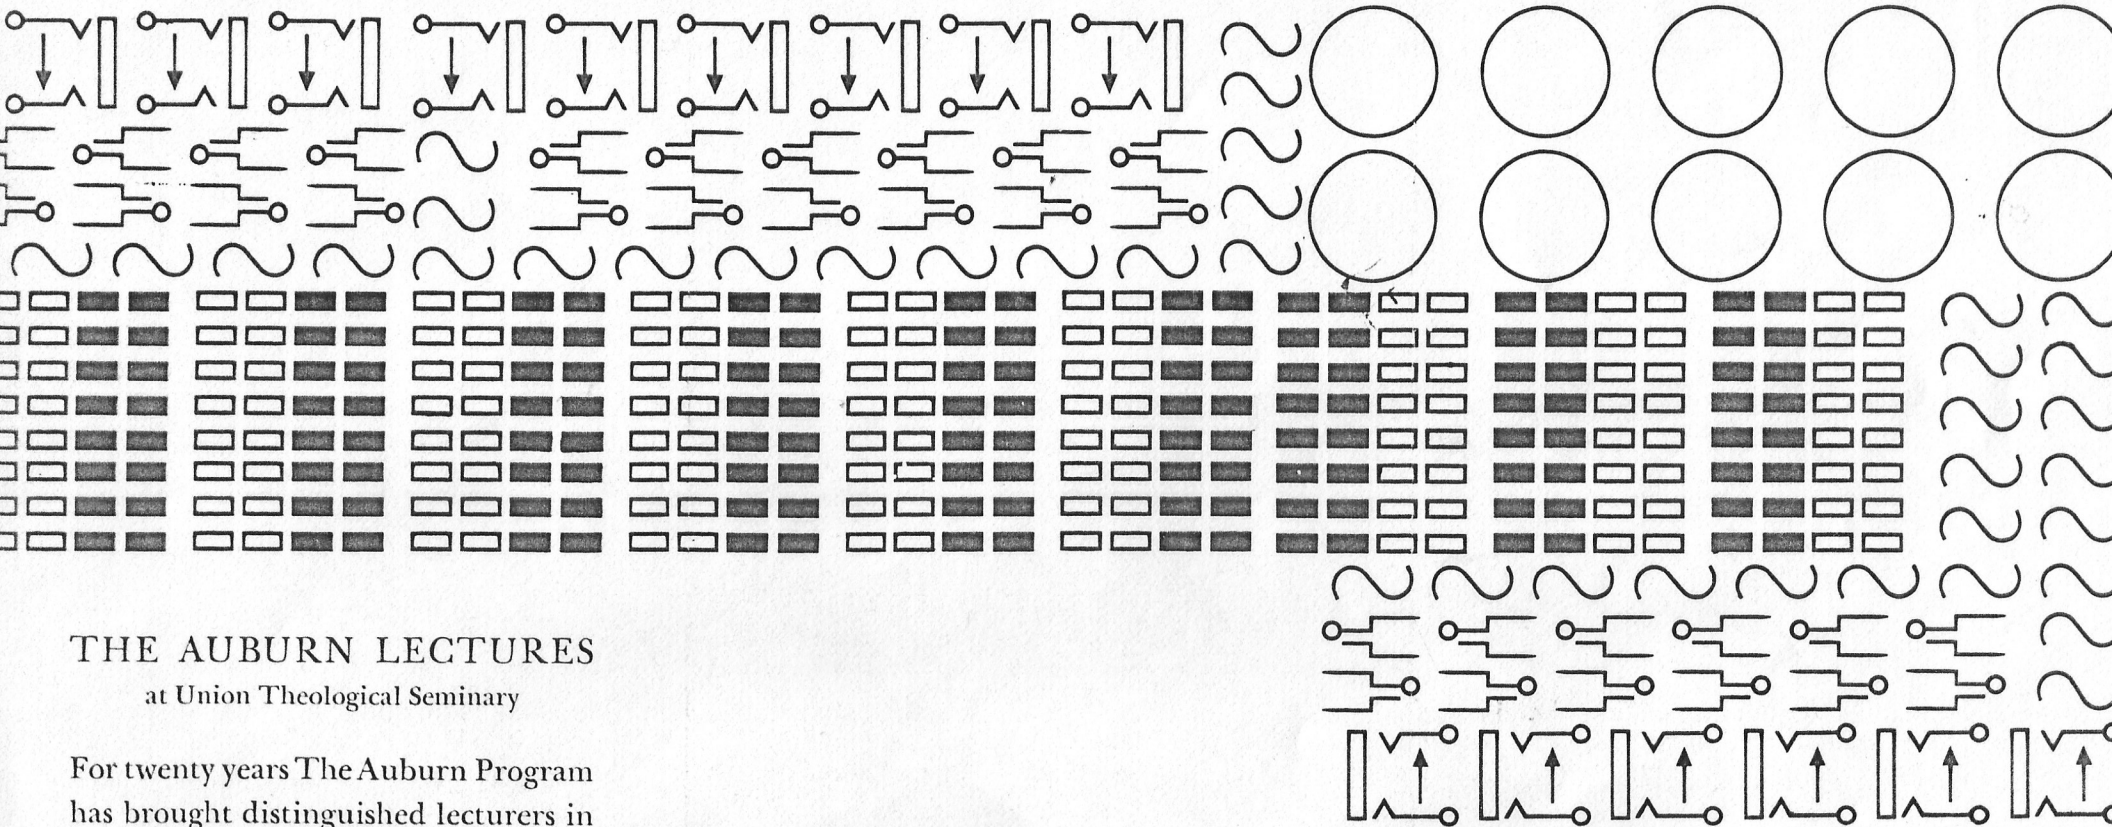 THE AUBURN LECTURES
at Union Theological Seminary
For twenty years The Auburn Program
has brought distinguished lecturers in